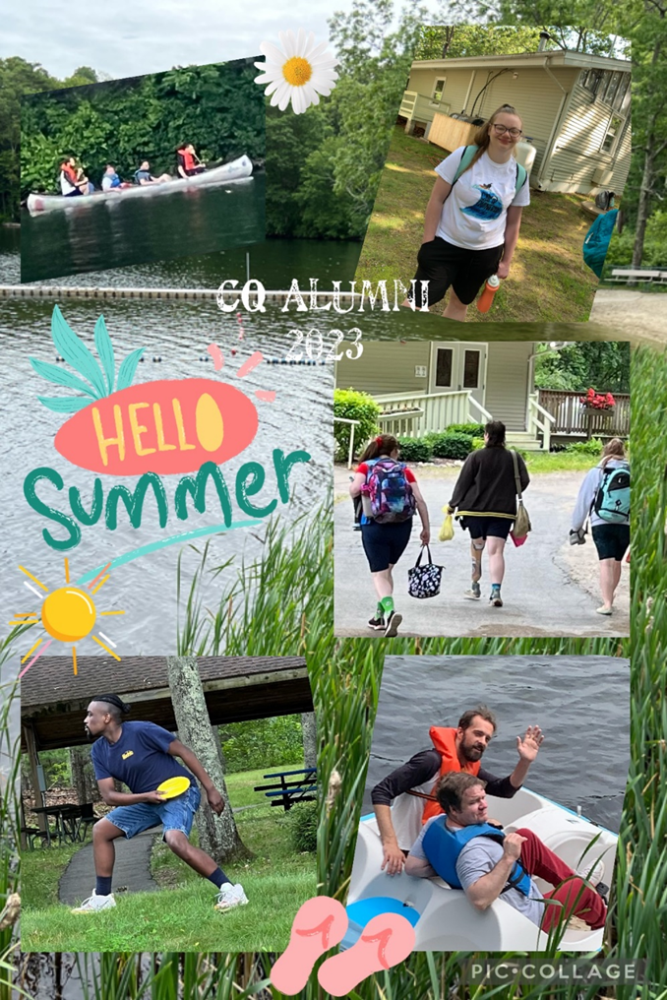 CQ ALUMNI
2023
HELLO
Summer
PIC·COLLAGE